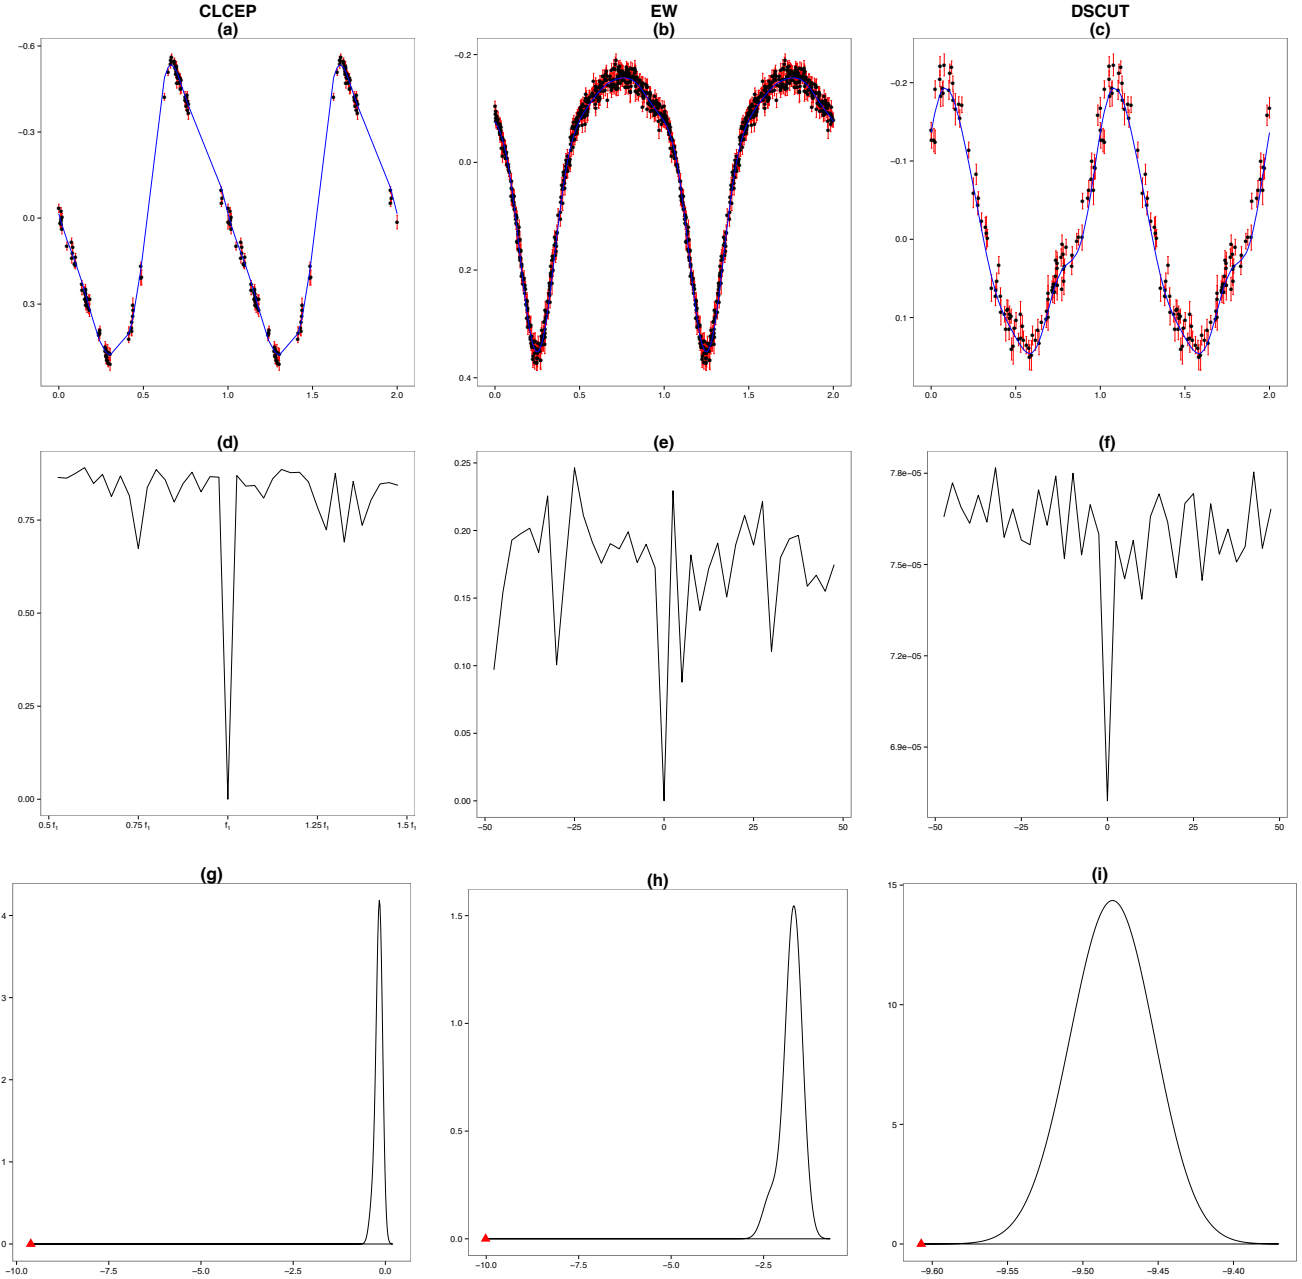 CLCEP
(a)
−0.6
−0.3
0.0
0.3
0.0 0.5 1.0 1.5 2.0
EW
(b)
−0.2
0.0
0.2
0.4
0.0 0.5 1.0 1.5 2.0
DSCUT
(c)
−0.2
−0.1
0.0
0.1
0.0 0.5 1.0 1.5 2.0
(d)
0.75
0.50
0.25
0.00
0.5 f₁ 0.75 f₁ f₁ 1.25 f₁ 1.5 f₁
(e)
0.25
0.20
0.15
0.10
0.05
0.00
−50 −25 0 25 50
(f)
7.8e−05
7.5e−05
7.2e−05
6.9e−05
−50 −25 0 25 50
(g)
4
3
2
1
0
−10.0 −7.5 −5.0 −2.5 0.0
(h)
1.5
1.0
0.5
0.0
−10.0 −7.5 −5.0 −2.5
(i)
15
10
5
0
−9.60 −9.55 −9.50 −9.45 −9.40